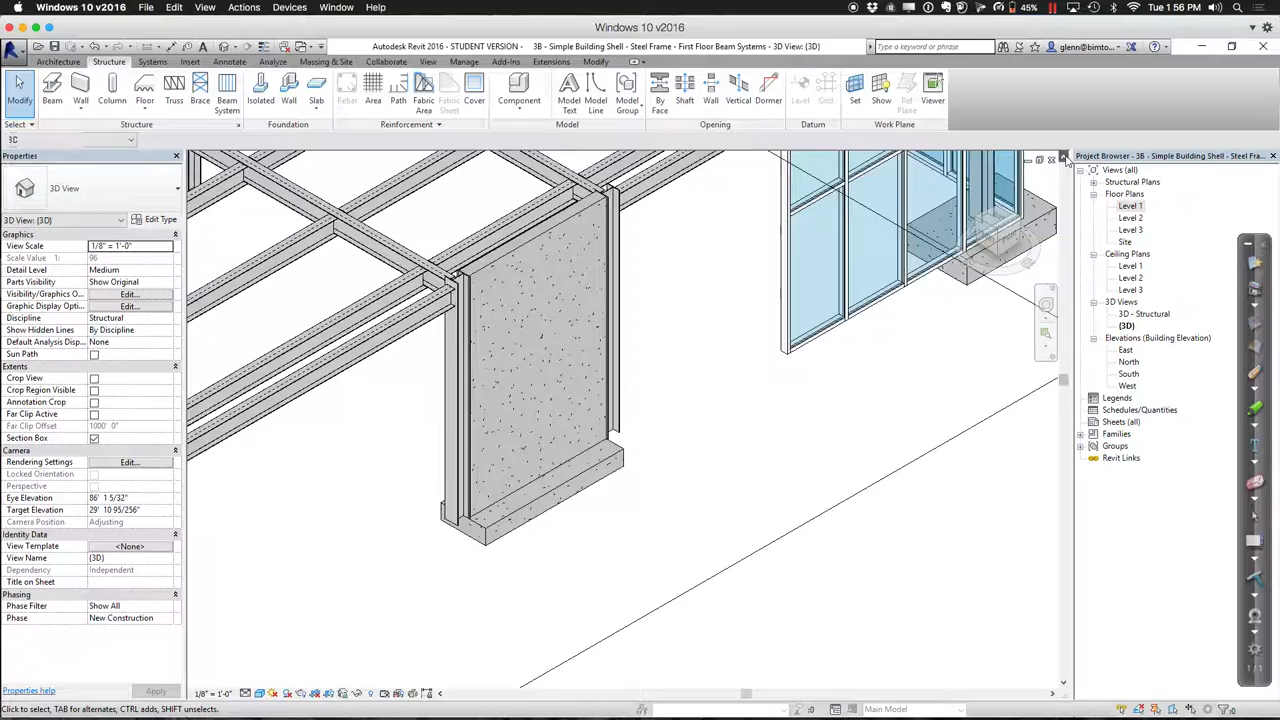 Windows 10 v2016 File Edit View Actions Devices Window Help 45% Tue 1:56 PM
Windows 10 v2016
Autodesk Revit 2016 - STUDENT VERSION - 3B - Simple Building Shell - Steel Frame - First Floor Beam Systems - 3D View: {3D} Type a keyword or phrase glenn@bimto...
Architecture Structure Systems Insert Annotate Analyze Massing & Site Collaborate View Manage Add-Ins Extensions Modify
Modify Beam Wall Column Floor Truss Brace Beam System Isolated Wall Slab Rebar Area Path Fabric Area Fabric Sheet Cover Component Model Text Model Line Model Group By Face Shaft Wall Vertical Dormer Level Grid Set Show Ref Plane Viewer
Select Structure Foundation Reinforcement Model Opening Datum Work Plane
3D
Properties
3D View
3D View: {3D} Edit Type
Graphics
View Scale 1/8" = 1'-0"
Scale Value 1: 96
Detail Level Medium
Parts Visibility Show Original
Visibility/Graphics O... Edit...
Graphic Display Opti... Edit...
Discipline Structural
Show Hidden Lines By Discipline
Default Analysis Disp... None
Sun Path
Extents
Crop View
Crop Region Visible
Annotation Crop
Far Clip Active
Far Clip Offset 1000' 0"
Section Box
Camera
Rendering Settings Edit...
Locked Orientation
Perspective
Eye Elevation 86' 1 5/32"
Target Elevation 29' 10 95/256"
Camera Position Adjusting
Identity Data
View Template <None>
View Name {3D}
Dependency Independent
Title on Sheet
Phasing
Phase Filter Show All
Phase New Construction
Properties help Apply
Project Browser - 3B - Simple Building Shell - Steel Fra...
Views (all)
Structural Plans
Floor Plans
Level 1
Level 2
Level 3
Site
Ceiling Plans
Level 1
Level 2
Level 3
3D Views
3D - Structural
{3D}
Elevations (Building Elevation)
East
North
South
West
Legends
Schedules/Quantities
Sheets (all)
Families
Groups
Revit Links
1/8" = 1'-0"
Click to select, TAB for alternates, CTRL adds, SHIFT unselects. :0 Main Model :0